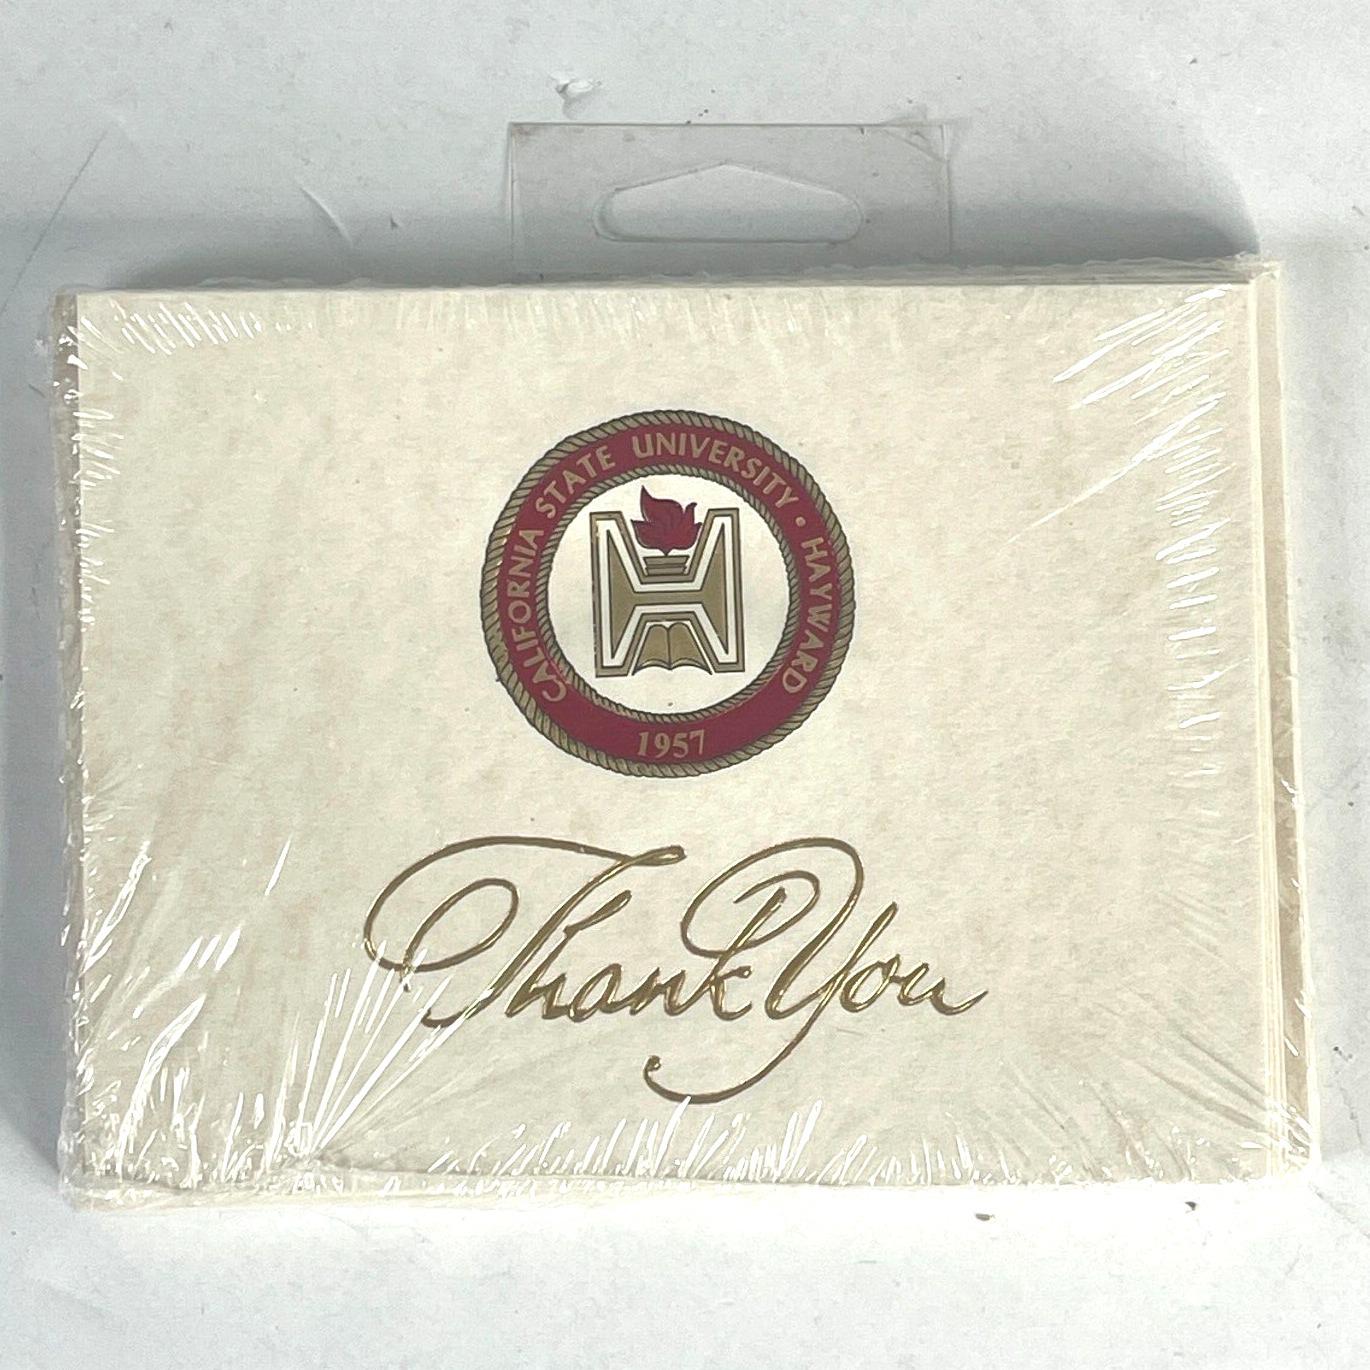 CALIFORNIA STATE UNIVERSITY • HAYWARD
1957
Thank You